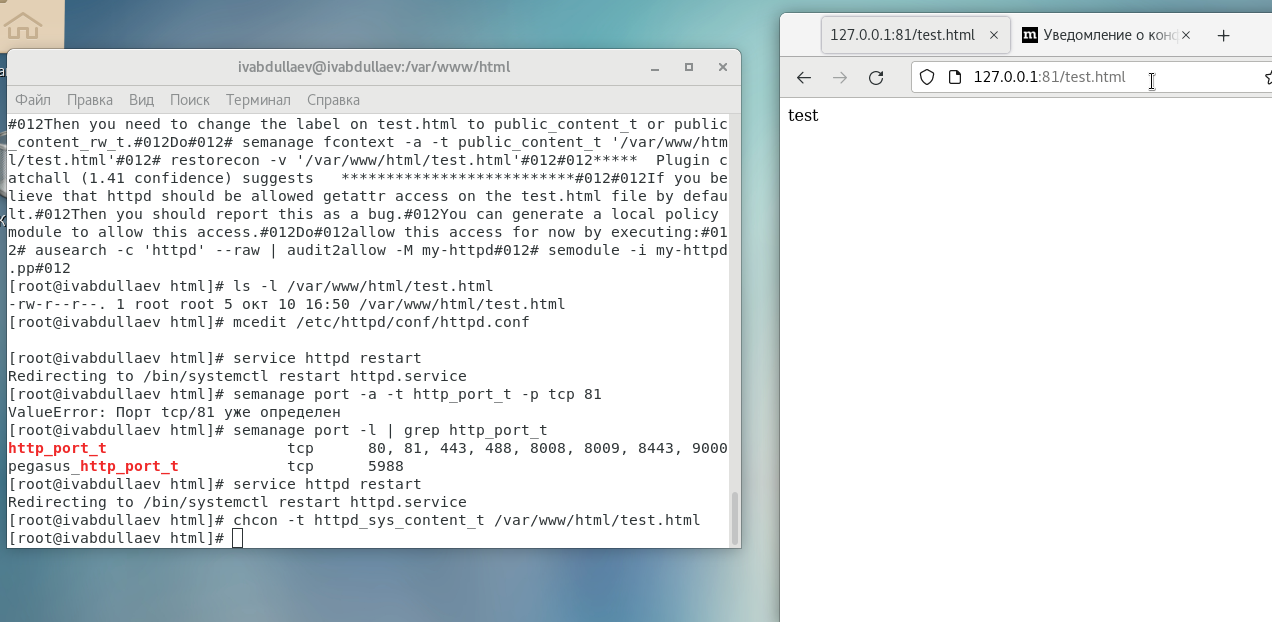 ivabdullaev@ivabdullaev:/var/www/html
Файл Правка Вид Поиск Терминал Справка
#012Then you need to change the label on test.html to public_content_t or public
_content_rw_t.#012Do#012# semanage fcontext -a -t public_content_t '/var/www/htm
l/test.html'#012# restorecon -v '/var/www/html/test.html'#012#012***** Plugin c
atchall (1.41 confidence) suggests **************************#012#012If you be
lieve that httpd should be allowed getattr access on the test.html file by defau
lt.#012Then you should report this as a bug.#012You can generate a local policy
module to allow this access.#012Do#012allow this access for now by executing:#01
2# ausearch -c 'httpd' --raw | audit2allow -M my-httpd#012# semodule -i my-httpd
.pp#012
[root@ivabdullaev html]# ls -l /var/www/html/test.html
-rw-r--r--. 1 root root 5 окт 10 16:50 /var/www/html/test.html
[root@ivabdullaev html]# mcedit /etc/httpd/conf/httpd.conf
[root@ivabdullaev html]# service httpd restart
Redirecting to /bin/systemctl restart httpd.service
[root@ivabdullaev html]# semanage port -a -t http_port_t -p tcp 81
ValueError: Порт tcp/81 уже определен
[root@ivabdullaev html]# semanage port -l | grep http_port_t
http_port_t tcp 80, 81, 443, 488, 8008, 8009, 8443, 9000
pegasus_http_port_t tcp 5988
[root@ivabdullaev html]# service httpd restart
Redirecting to /bin/systemctl restart httpd.service
[root@ivabdullaev html]# chcon -t httpd_sys_content_t /var/www/html/test.html
[root@ivabdullaev html]#
127.0.0.1:81/test.html
m Уведомление о кон
127.0.0.1:81/test.html
test